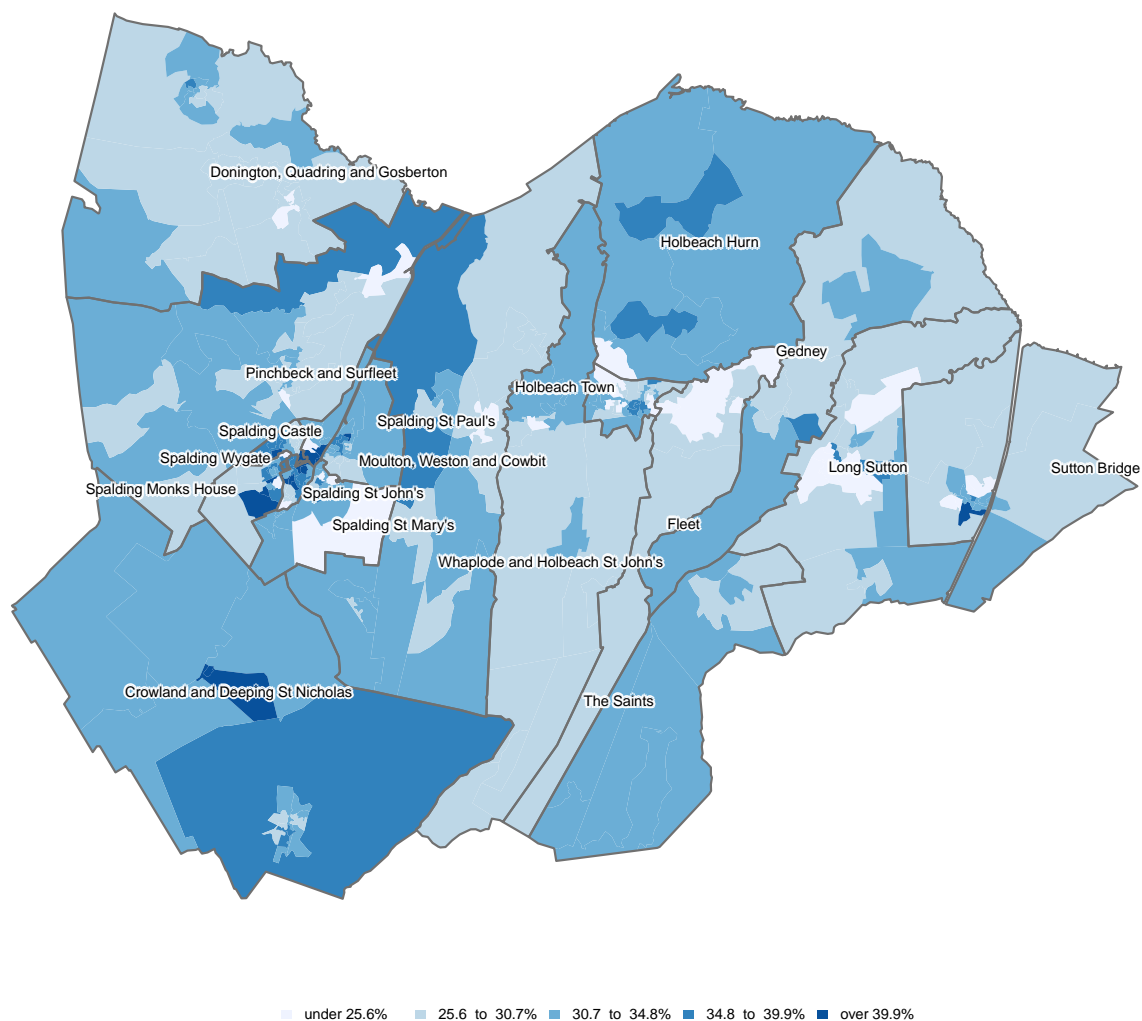 Donington, Quadring and Gosberton
Holbeach Hurn
Gedney
Pinchbeck and Surfleet
Holbeach Town
Spalding St Paul's
Spalding Castle
Spalding Wygate
Moulton, Weston and Cowbit
Long Sutton
Sutton Bridge
Spalding Monks House
Spalding St John's
Spalding St Mary's
Fleet
Whaplode and Holbeach St John's
Crowland and Deeping St Nicholas
The Saints
under 25.6% 25.6 to 30.7% 30.7 to 34.8% 34.8 to 39.9% over 39.9%